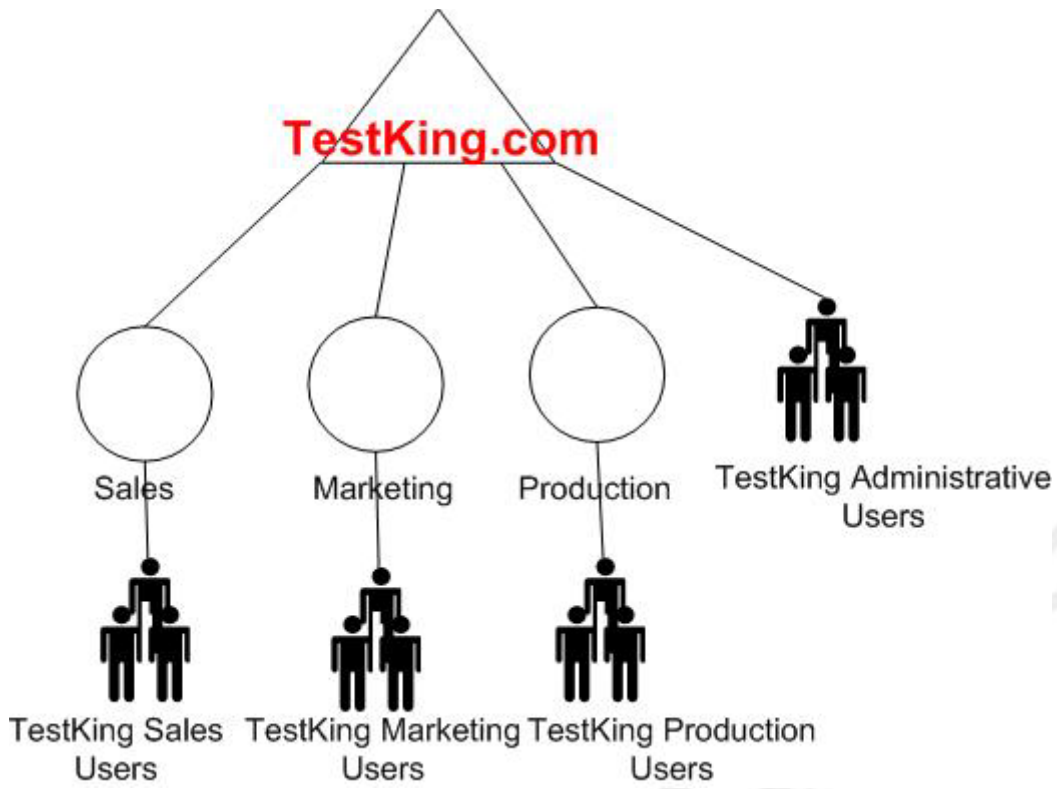 TestKing.com
Sales
Marketing
Production
TestKing Administrative
Users
TestKing Sales
Users
TestKing Marketing
Users
TestKing Production
Users